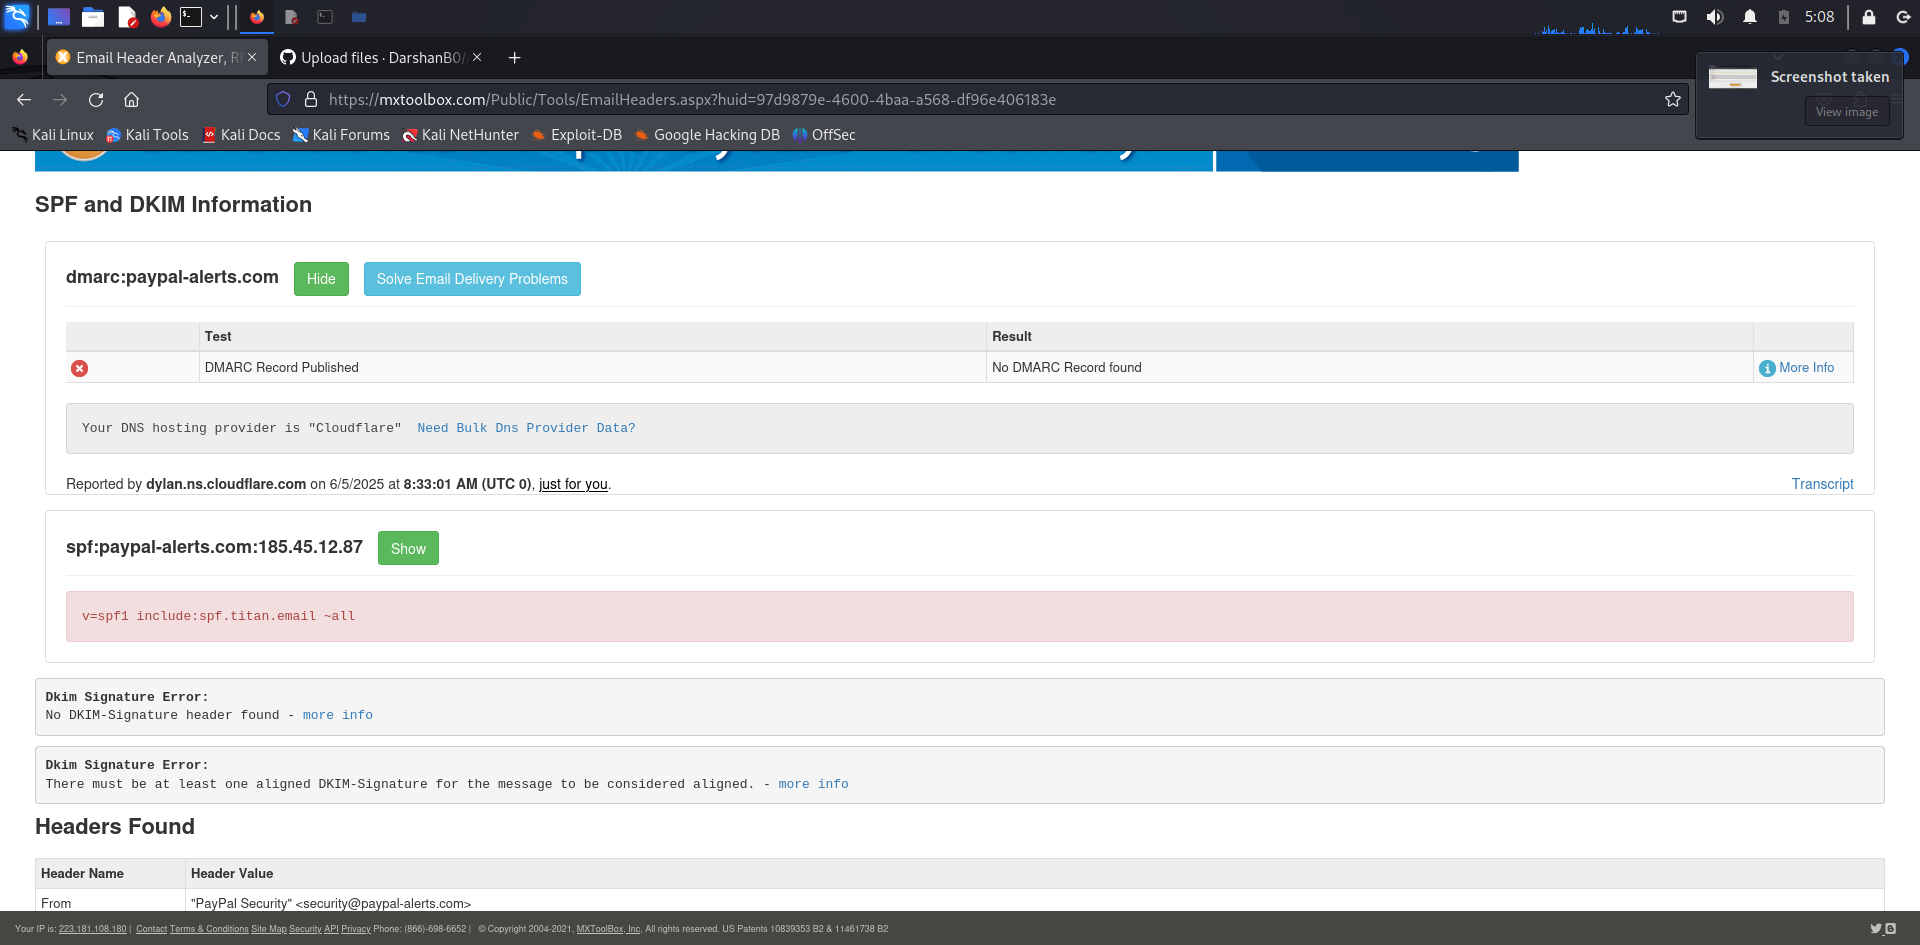 5:08
Email Header Analyzer, R
Upload files · DarshanB0/
Screenshot taken
View image
https://mxtoolbox.com/Public/Tools/EmailHeaders.aspx?huid=97d9879e-4600-4baa-a568-df96e406183e
Kali Linux Kali Tools Kali Docs Kali Forums Kali NetHunter Exploit-DB Google Hacking DB OffSec
SPF and DKIM Information
dmarc:paypal-alerts.com Hide Solve Email Delivery Problems
Test Result
DMARC Record Published No DMARC Record found More Info
Your DNS hosting provider is "Cloudflare" Need Bulk Dns Provider Data?
Reported by dylan.ns.cloudflare.com on 6/5/2025 at 8:33:01 AM (UTC 0), just for you. Transcript
spf:paypal-alerts.com:185.45.12.87 Show
v=spf1 include:spf.titan.email ~all
Dkim Signature Error:
No DKIM-Signature header found - more info
Dkim Signature Error:
There must be at least one aligned DKIM-Signature for the message to be considered aligned. - more info
Headers Found
Header Name Header Value
From "PayPal Security" <security@paypal-alerts.com>
Your IP is: 223.181.108.180 | Contact Terms & Conditions Site Map Security API Privacy Phone: (866)-698-6652 | © Copyright 2004-2021, MXToolBox, Inc, All rights reserved. US Patents 10839353 B2 & 11461738 B2